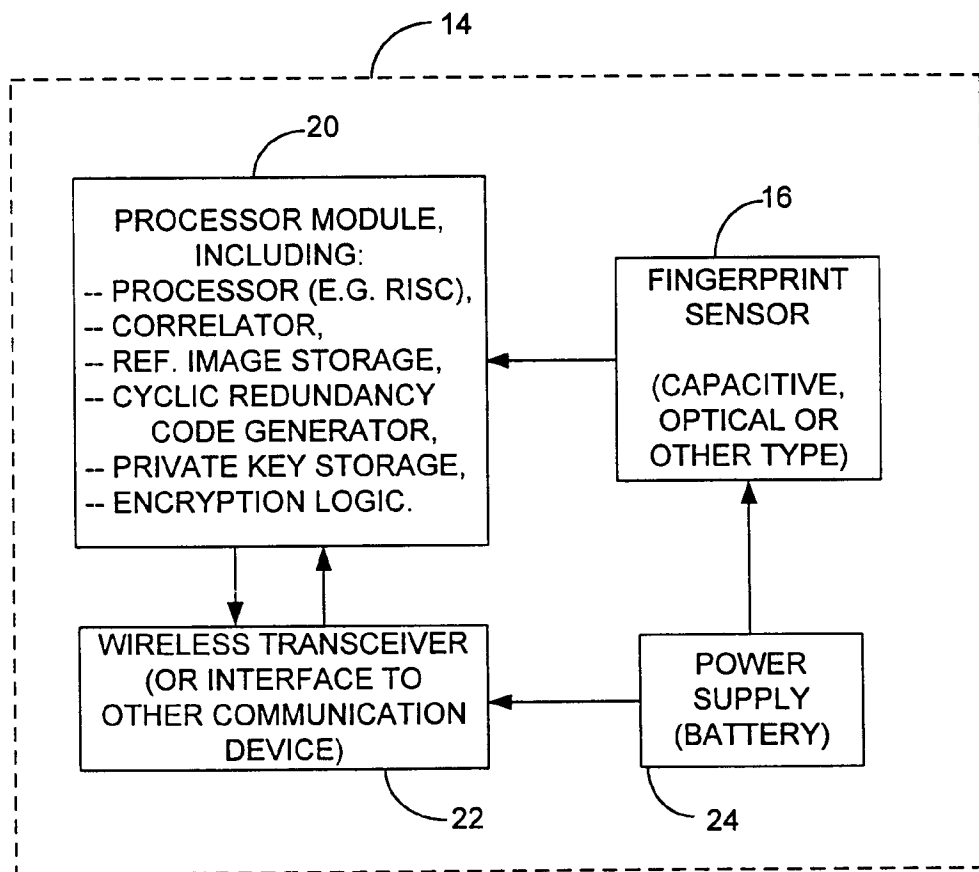 14
20
PROCESSOR MODULE,
INCLUDING:
-- PROCESSOR (E.G. RISC),
-- CORRELATOR,
-- REF. IMAGE STORAGE,
-- CYCLIC REDUNDANCY
CODE GENERATOR,
-- PRIVATE KEY STORAGE,
-- ENCRYPTION LOGIC.
16
FINGERPRINT
SENSOR
(CAPACITIVE,
OPTICAL OR
OTHER TYPE)
WIRELESS TRANSCEIVER
(OR INTERFACE TO
OTHER COMMUNICATION
DEVICE)
22
POWER
SUPPLY
(BATTERY)
24